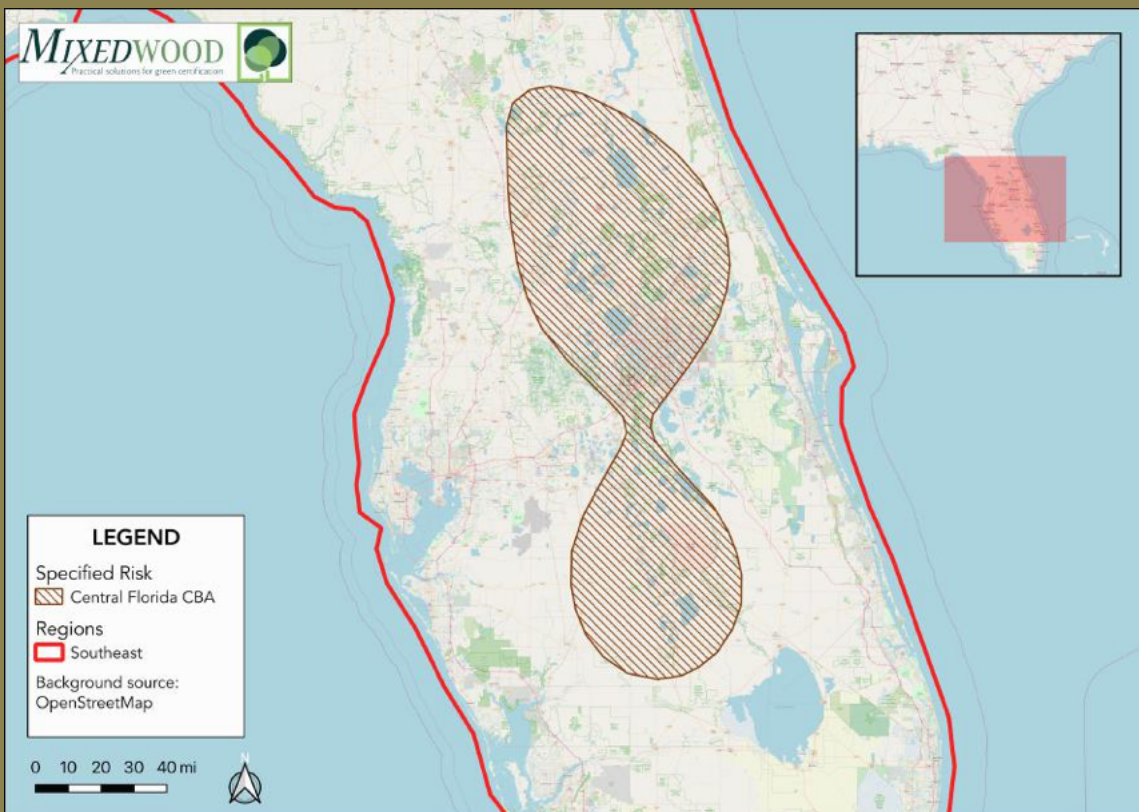 MIXEDWOOD
Practical solutions for green certification
LEGEND
Specified Risk
Central Florida CBA
Regions
Southeast
Background source:
OpenStreetMap
0 10 20 30 40 mi
N